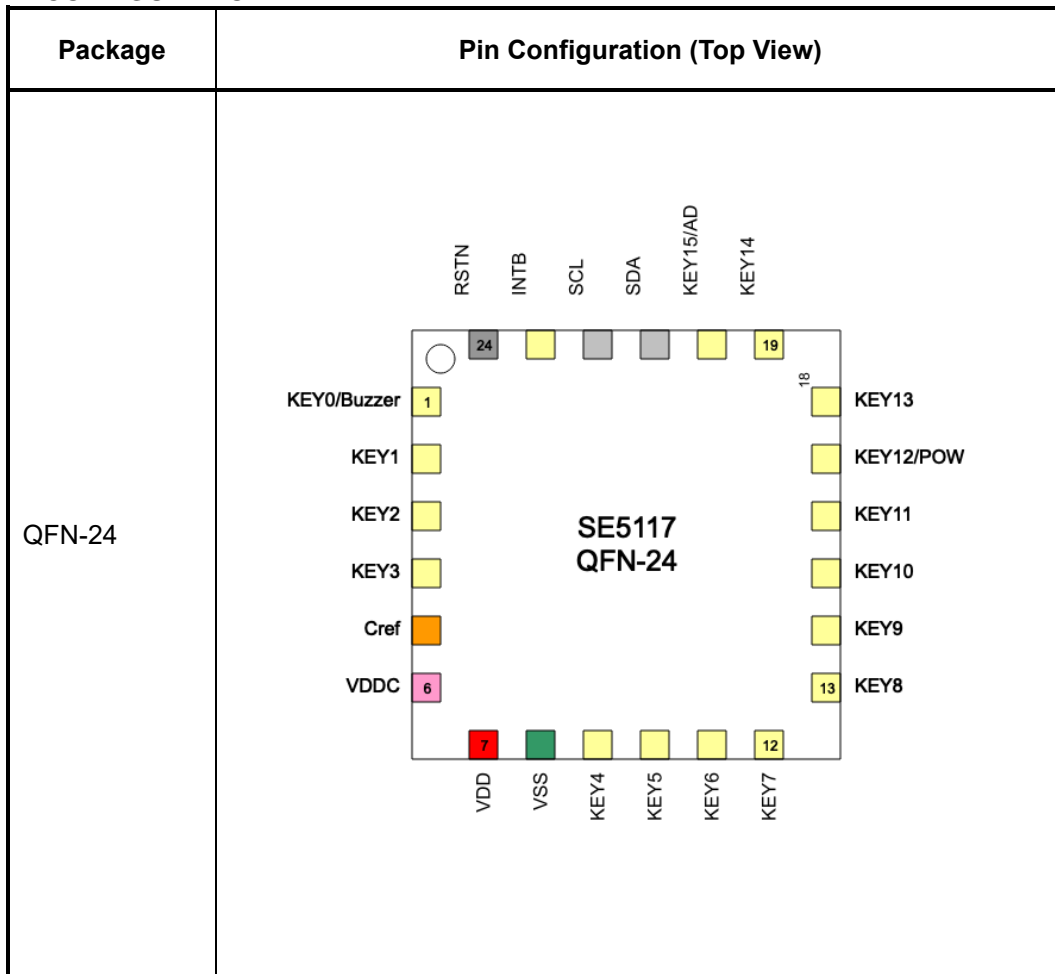 Package
Pin Configuration (Top View)
QFN-24
RSTN
INTB
SCL
SDA
KEY15/AD
KEY14
24
19
18
KEY0/Buzzer
1
KEY13
KEY1
KEY12/POW
KEY2
KEY11
SE5117
QFN-24
KEY3
KEY10
Cref
KEY9
VDDC
6
13
KEY8
7
12
VDD
VSS
KEY4
KEY5
KEY6
KEY7